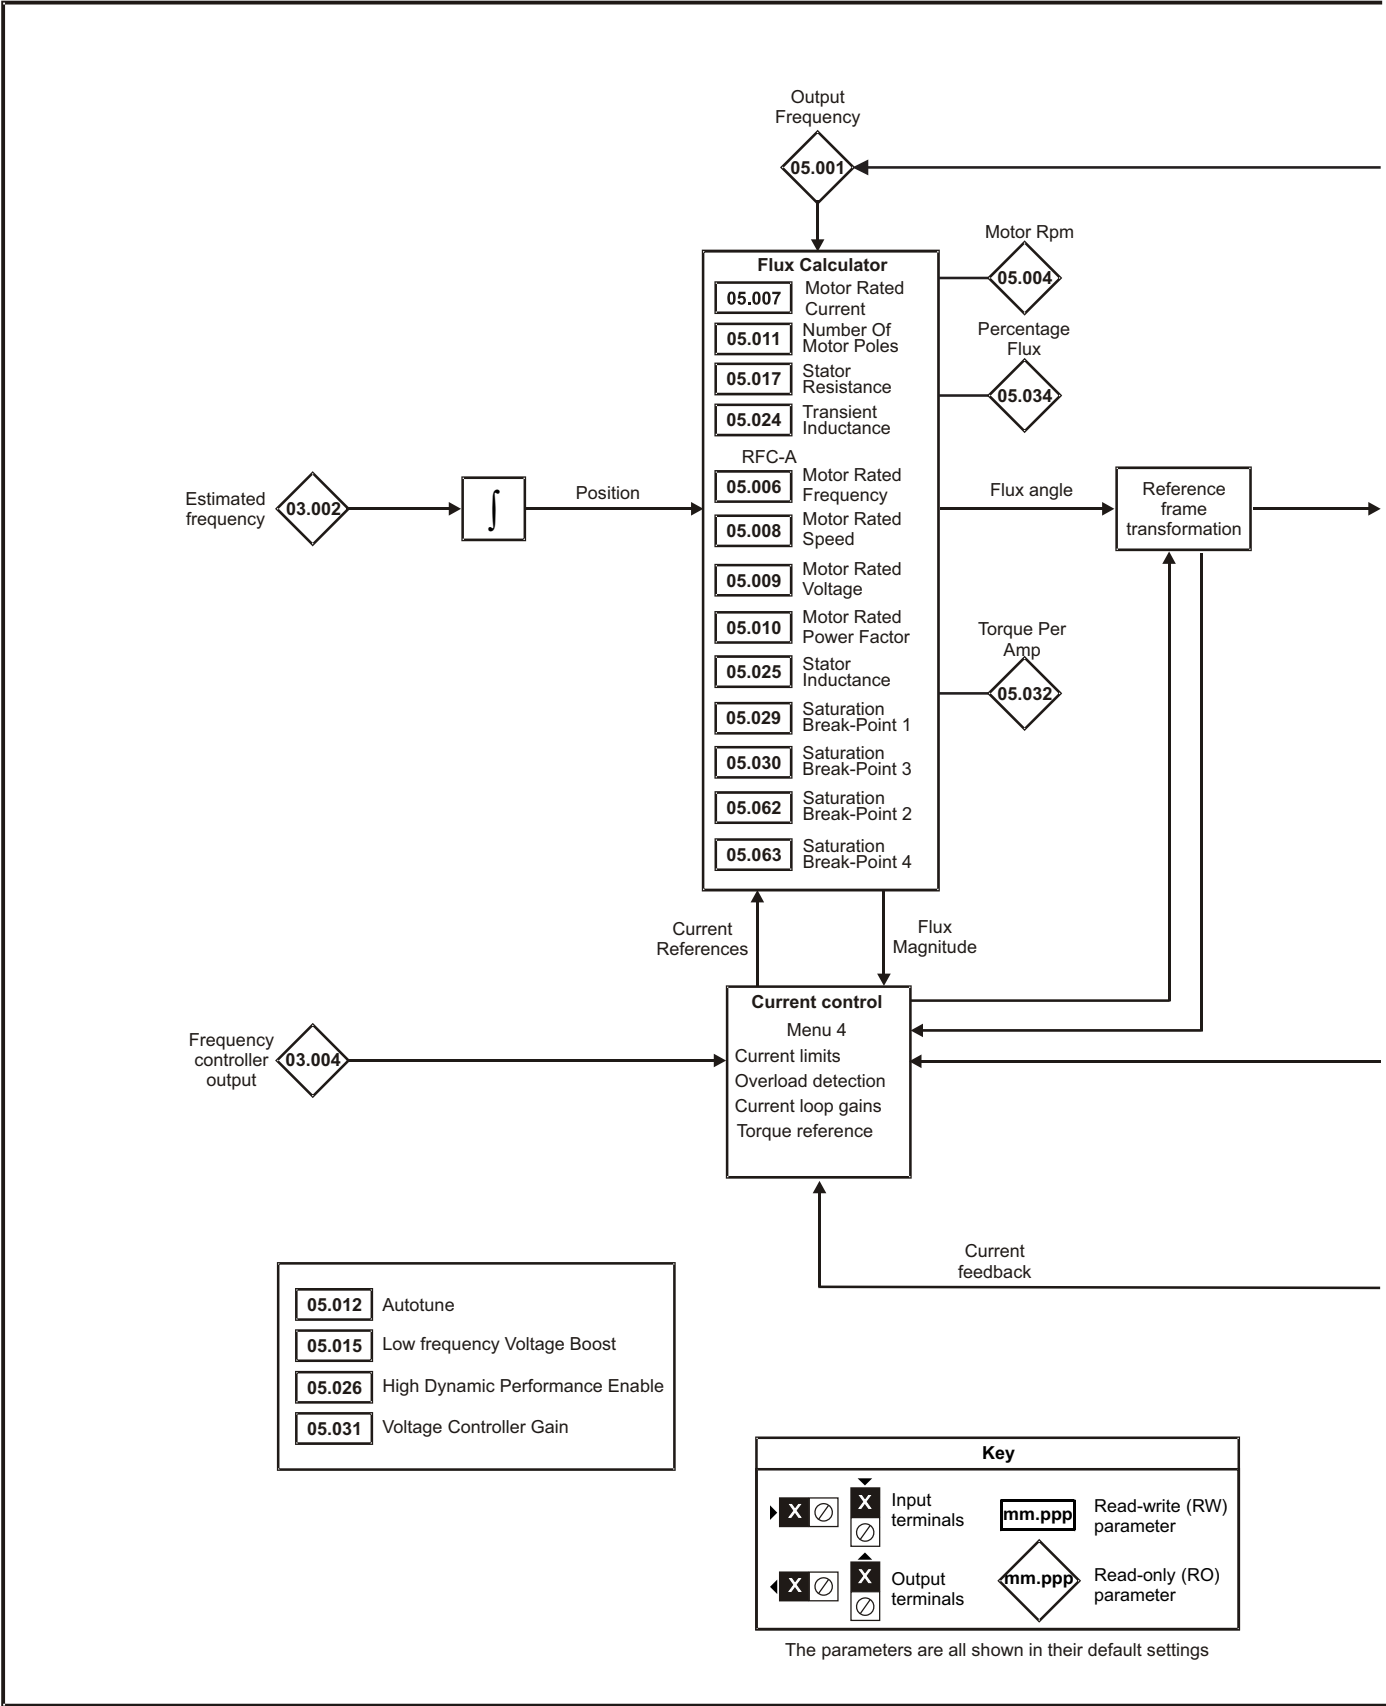 Output
Frequency
05.001
Motor Rpm
05.004
Percentage
Flux
05.034
Flux Calculator
05.007 Motor Rated
Current
05.011 Number Of
Motor Poles
05.017 Stator
Resistance
05.024 Transient
Inductance
RFC-A
05.006 Motor Rated
Frequency
05.008 Motor Rated
Speed
05.009 Motor Rated
Voltage
05.010 Motor Rated
Power Factor
05.025 Stator
Inductance
05.029 Saturation
Break-Point 1
05.030 Saturation
Break-Point 3
05.062 Saturation
Break-Point 2
05.063 Saturation
Break-Point 4
Estimated
frequency
03.002
∫
Position
Flux angle
Reference
frame
transformation
Torque Per
Amp
05.032
Current
References
Flux
Magnitude
Frequency
controller
output
03.004
Current control
Menu 4
Current limits
Overload detection
Current loop gains
Torque reference
Current
feedback
05.012 Autotune
05.015 Low frequency Voltage Boost
05.026 High Dynamic Performance Enable
05.031 Voltage Controller Gain
Key
X X Input
terminals
mm.ppp Read-write (RW)
parameter
X X Output
terminals
mm.ppp Read-only (RO)
parameter
The parameters are all shown in their default settings